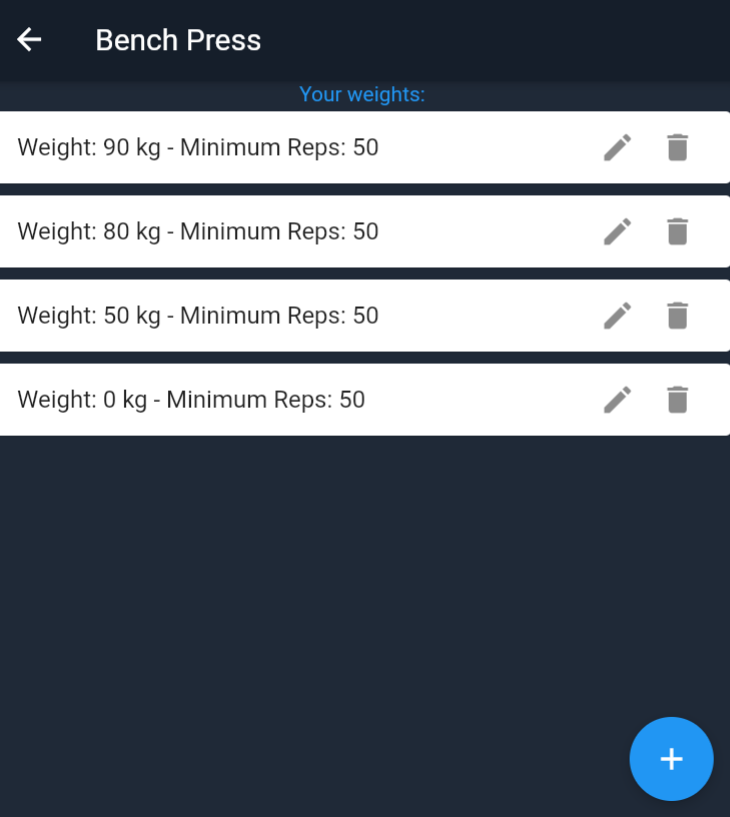 Bench Press
Your weights:
Weight: 90 kg - Minimum Reps: 50
Weight: 80 kg - Minimum Reps: 50
Weight: 50 kg - Minimum Reps: 50
Weight: 0 kg - Minimum Reps: 50